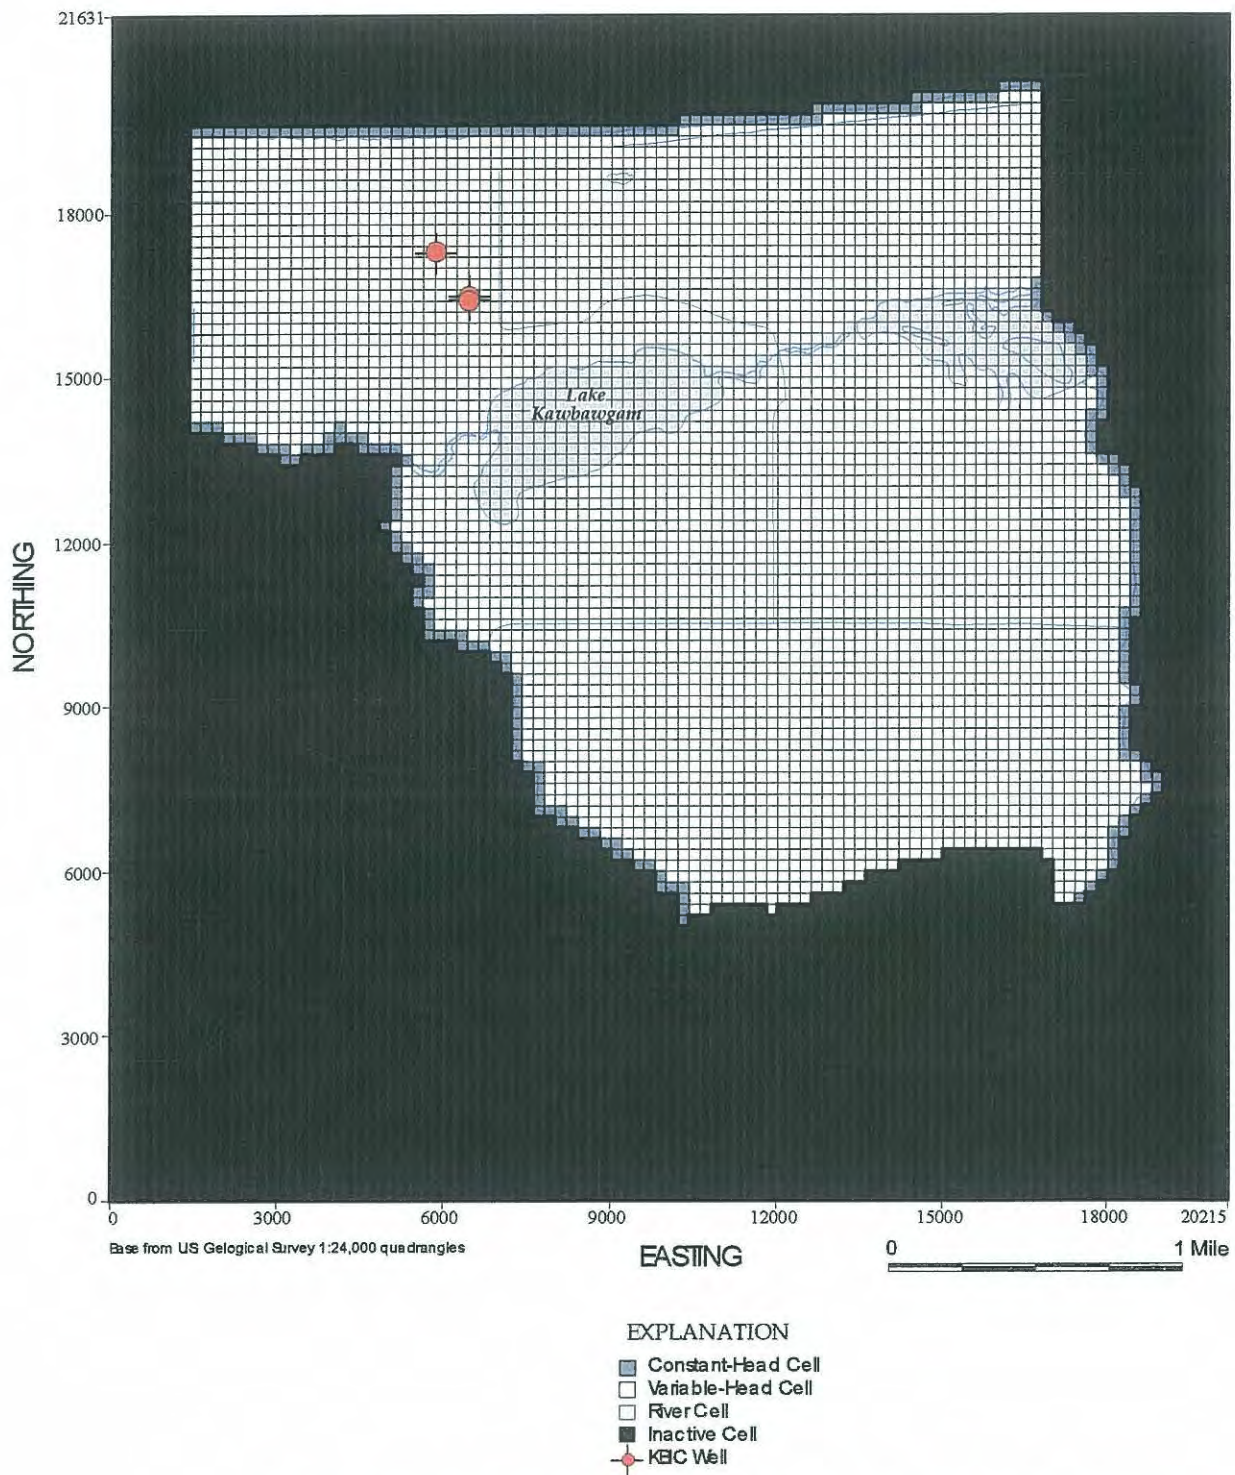 21631
18000
15000
12000
9000
6000
3000
0
NORTHING
Lake
Kawbawgam
0
3000
6000
9000
12000
15000
18000
20215
Base from US Gelogical Survey 1:24,000 quadrangles
EASTING
0
1 Mile
EXPLANATION
Constant-Head Cell
Variable-Head Cell
River Cell
Inactive Cell
KBIC Well